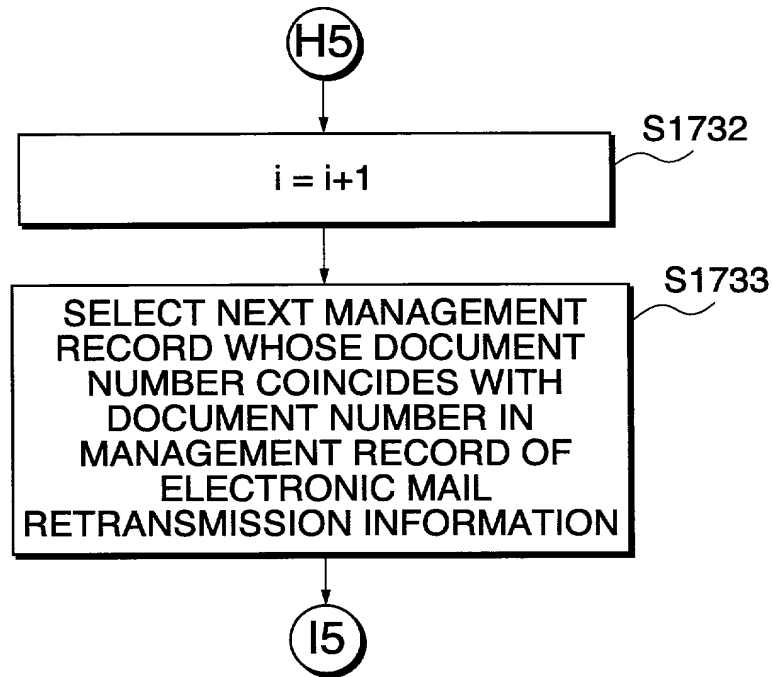 H5
S1732
i = i+1
S1733
SELECT NEXT MANAGEMENT
RECORD WHOSE DOCUMENT
NUMBER COINCIDES WITH
DOCUMENT NUMBER IN
MANAGEMENT RECORD OF
ELECTRONIC MAIL
RETRANSMISSION INFORMATION
I5